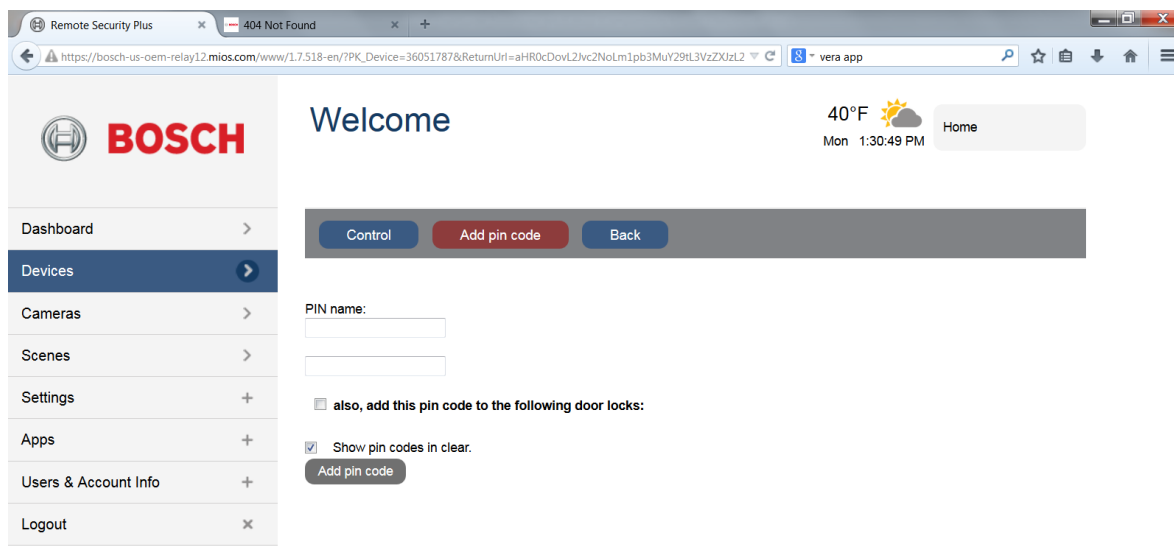 Remote Security Plus
404 Not Found
https://bosch-us-oem-relay12.mios.com/www/1.7.518-en/?PK_Device=36051787&ReturnUrl=aHR0cDovL2Jvc2NoLm1pb3MuY29tL3VzZXJzL2
vera app
BOSCH
Welcome
40°F
Mon 1:30:49 PM
Home
Dashboard
Devices
Cameras
Scenes
Settings
Apps
Users & Account Info
Logout
Control
Add pin code
Back
PIN name:
also, add this pin code to the following door locks:
Show pin codes in clear.
Add pin code